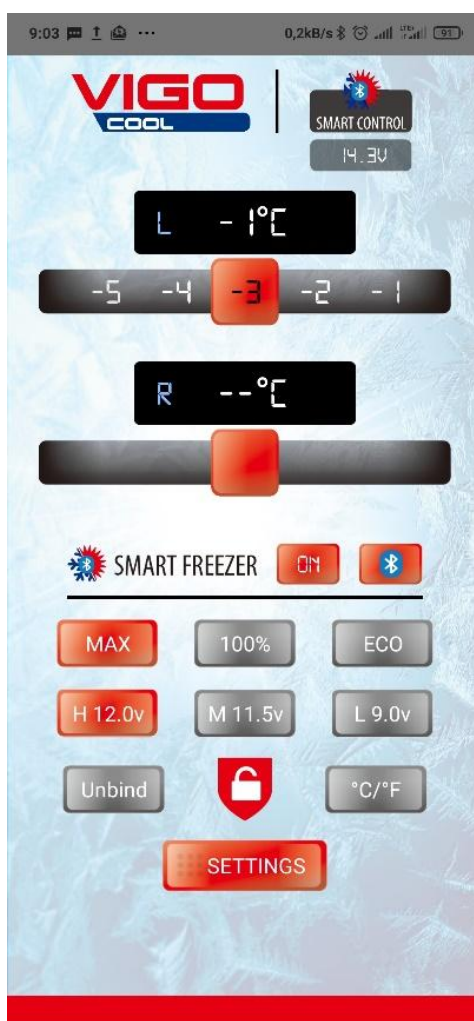 9:03 ... 0,2kB/s 91
VIGO
COOL
SMART CONTROL
14.3V
L -1°C
-5 -4 -3 -2 -1
R --°C
SMART FREEZER ON
MAX 100% ECO
H 12.0v M 11.5v L 9.0v
Unbind °C/°F
SETTINGS